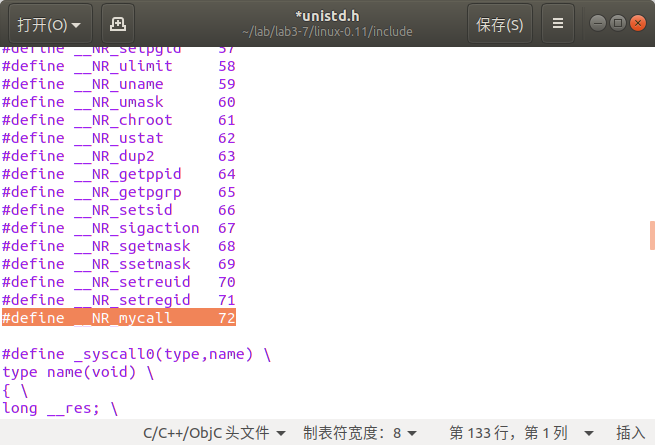 打开(O)
*unistd.h
~/lab/lab3-7/linux-0.11/include
保存(S)
#define __NR_setpgid	57
#define __NR_ulimit	58
#define __NR_uname	59
#define __NR_umask	60
#define __NR_chroot	61
#define __NR_ustat	62
#define __NR_dup2	63
#define __NR_getppid	64
#define __NR_getpgrp	65
#define __NR_setsid	66
#define __NR_sigaction	67
#define __NR_sgetmask	68
#define __NR_ssetmask	69
#define __NR_setreuid	70
#define __NR_setregid	71
#define __NR_mycall	72
#define _syscall0(type,name) \
type name(void) \
{ \
long __res; \
C/C++/ObjC 头文件 制表符宽度：8 第 133 行，第 1 列 插入